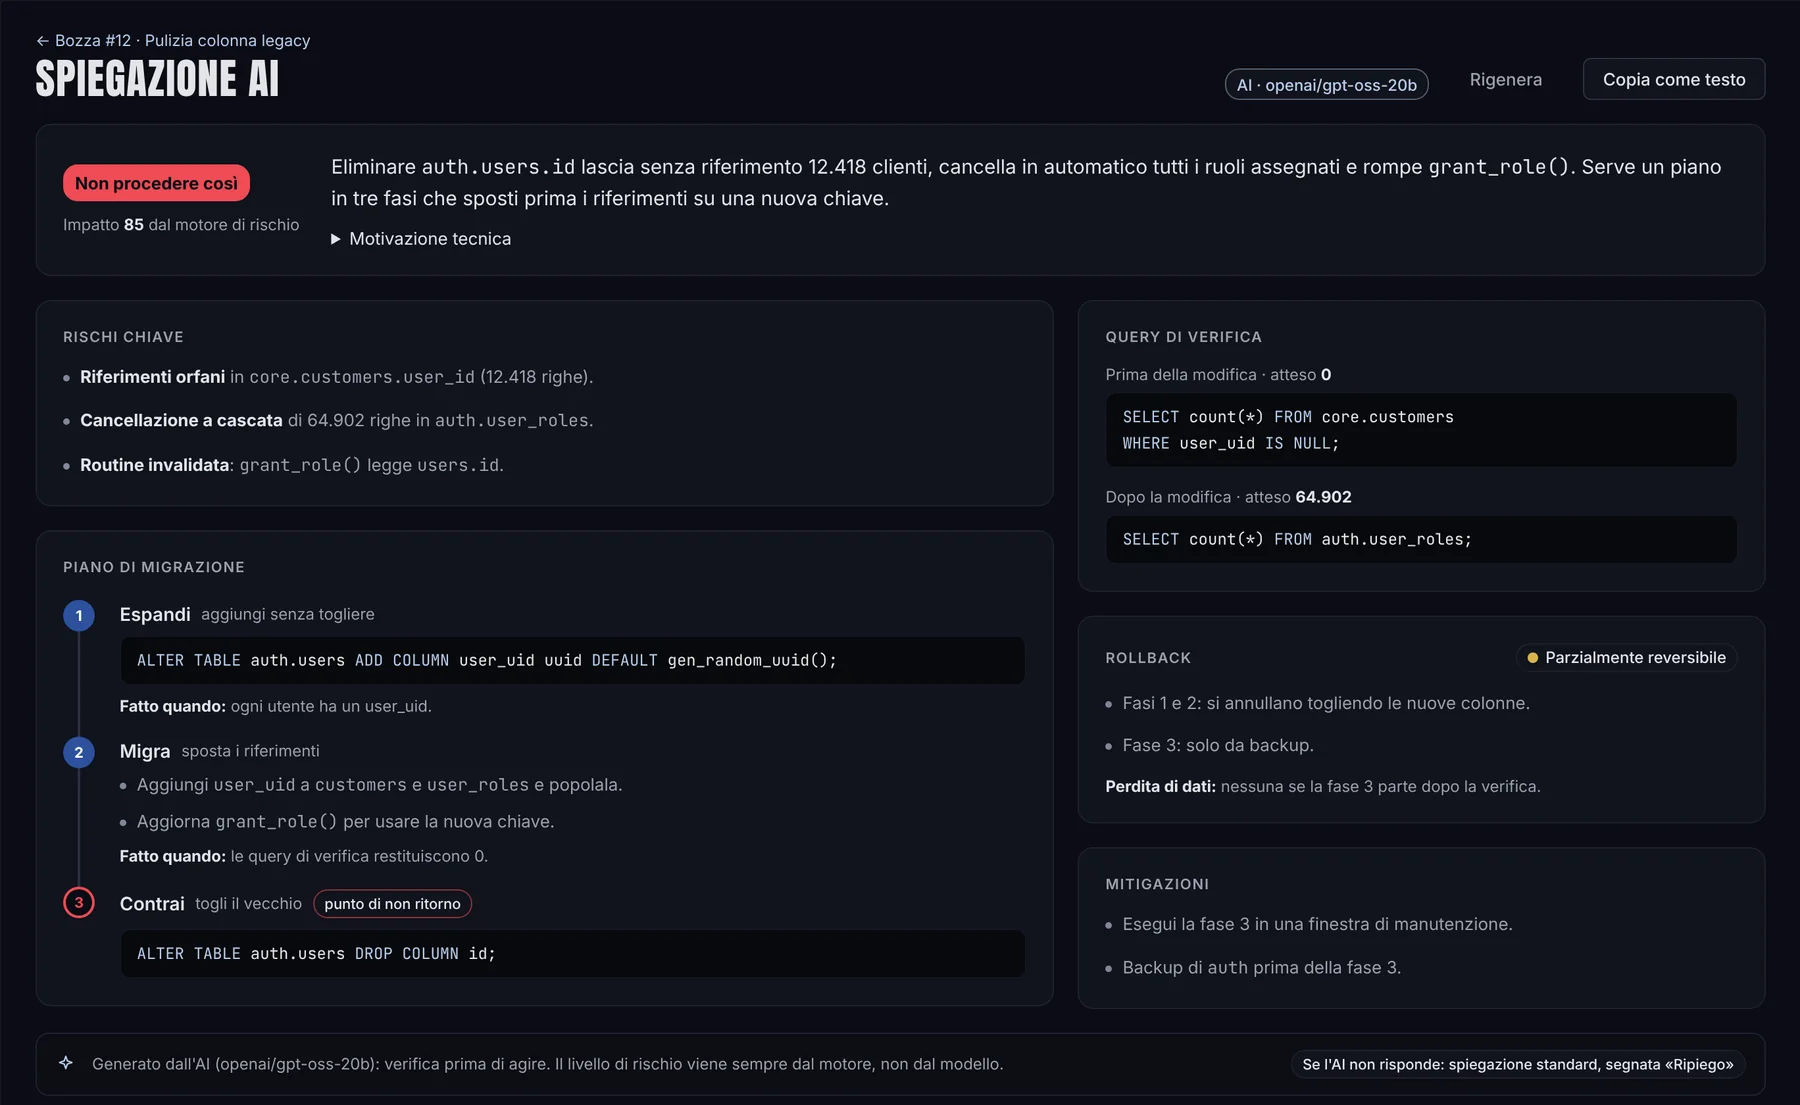 ← Bozza #12 · Pulizia colonna legacy
SPIEGAZIONE AI
AI · openai/gpt-oss-20b
Rigenera
Copia come testo
Non procedere così
Impatto 85 dal motore di rischio
Eliminare auth.users.id lascia senza riferimento 12.418 clienti, cancella in automatico tutti i ruoli assegnati e rompe grant_role(). Serve un piano
in tre fasi che sposti prima i riferimenti su una nuova chiave.
▶ Motivazione tecnica
RISCHI CHIAVE
• Riferimenti orfani in core.customers.user_id (12.418 righe).
• Cancellazione a cascata di 64.902 righe in auth.user_roles.
• Routine invalidata: grant_role() legge users.id.
PIANO DI MIGRAZIONE
1 Espandi aggiungi senza togliere
ALTER TABLE auth.users ADD COLUMN user_uid uuid DEFAULT gen_random_uuid();
Fatto quando: ogni utente ha un user_uid.
2 Migra sposta i riferimenti
• Aggiungi user_uid a customers e user_roles e popolala.
• Aggiorna grant_role() per usare la nuova chiave.
Fatto quando: le query di verifica restituiscono 0.
3 Contrai togli il vecchio punto di non ritorno
ALTER TABLE auth.users DROP COLUMN id;
QUERY DI VERIFICA
Prima della modifica · atteso 0
SELECT count(*) FROM core.customers
WHERE user_uid IS NULL;
Dopo la modifica · atteso 64.902
SELECT count(*) FROM auth.user_roles;
ROLLBACK
Parzialmente reversibile
• Fasi 1 e 2: si annullano togliendo le nuove colonne.
• Fase 3: solo da backup.
Perdita di dati: nessuna se la fase 3 parte dopo la verifica.
MITIGAZIONI
• Esegui la fase 3 in una finestra di manutenzione.
• Backup di auth prima della fase 3.
Generato dall'AI (openai/gpt-oss-20b): verifica prima di agire. Il livello di rischio viene sempre dal motore, non dal modello.
Se l'AI non risponde: spiegazione standard, segnata «Ripiego»